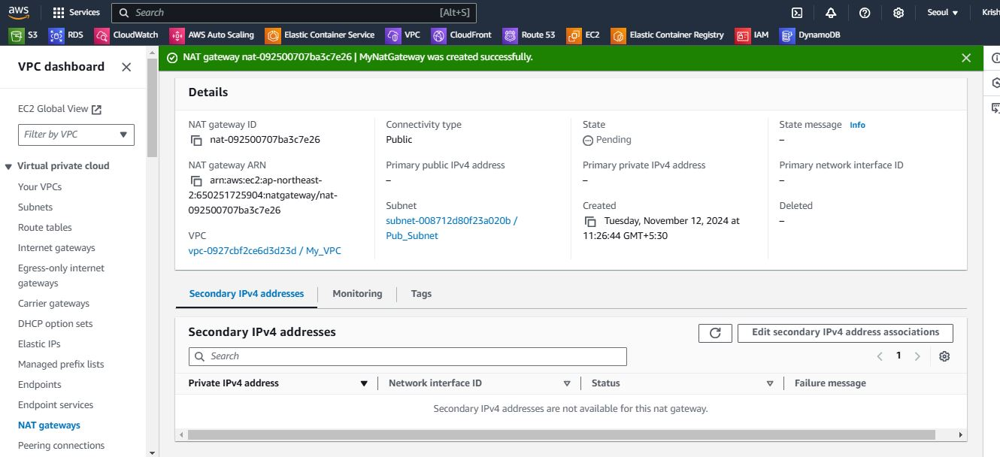 aws
Services
Search
[Alt+S]
Seoul
Krish
S3
RDS
CloudWatch
AWS Auto Scaling
Elastic Container Service
VPC
CloudFront
Route 53
EC2
Elastic Container Registry
IAM
DynamoDB
VPC dashboard
EC2 Global View
Filter by VPC
Virtual private cloud
Your VPCs
Subnets
Route tables
Internet gateways
Egress-only internet
gateways
Carrier gateways
DHCP option sets
Elastic IPs
Managed prefix lists
Endpoints
Endpoint services
NAT gateways
Peering connections
NAT gateway nat-092500707ba3c7e26 | MyNatGateway was created successfully.
Details
NAT gateway ID
nat-092500707ba3c7e26
NAT gateway ARN
arn:aws:ec2:ap-northeast-
2:650251725904:natgateway/nat-
092500707ba3c7e26
VPC
vpc-0927cbf2ce6d3d23d / My_VPC
Connectivity type
Public
Primary public IPv4 address
–
Subnet
subnet-008712d80f23a020b /
Pub_Subnet
State
Pending
Primary private IPv4 address
–
Created
Tuesday, November 12, 2024 at
11:26:44 GMT+5:30
State message Info
–
Primary network interface ID
–
Deleted
–
Secondary IPv4 addresses
Monitoring
Tags
Secondary IPv4 addresses
Edit secondary IPv4 address associations
Search
1
Private IPv4 address
Network interface ID
Status
Failure message
Secondary IPv4 addresses are not available for this nat gateway.